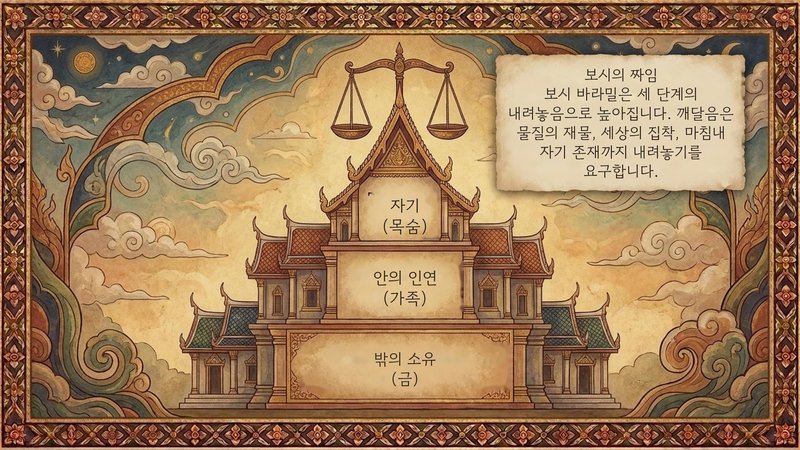 보시의 짜임
보시 바라밀은 세 단계의
내려놓음으로 높아집니다. 깨달음은
물질의 재물, 세상의 집착, 마침내
자기 존재까지 내려놓기를
요구합니다.
자기
(목숨)
안의 인연
(가족)
밖의 소유
(금)